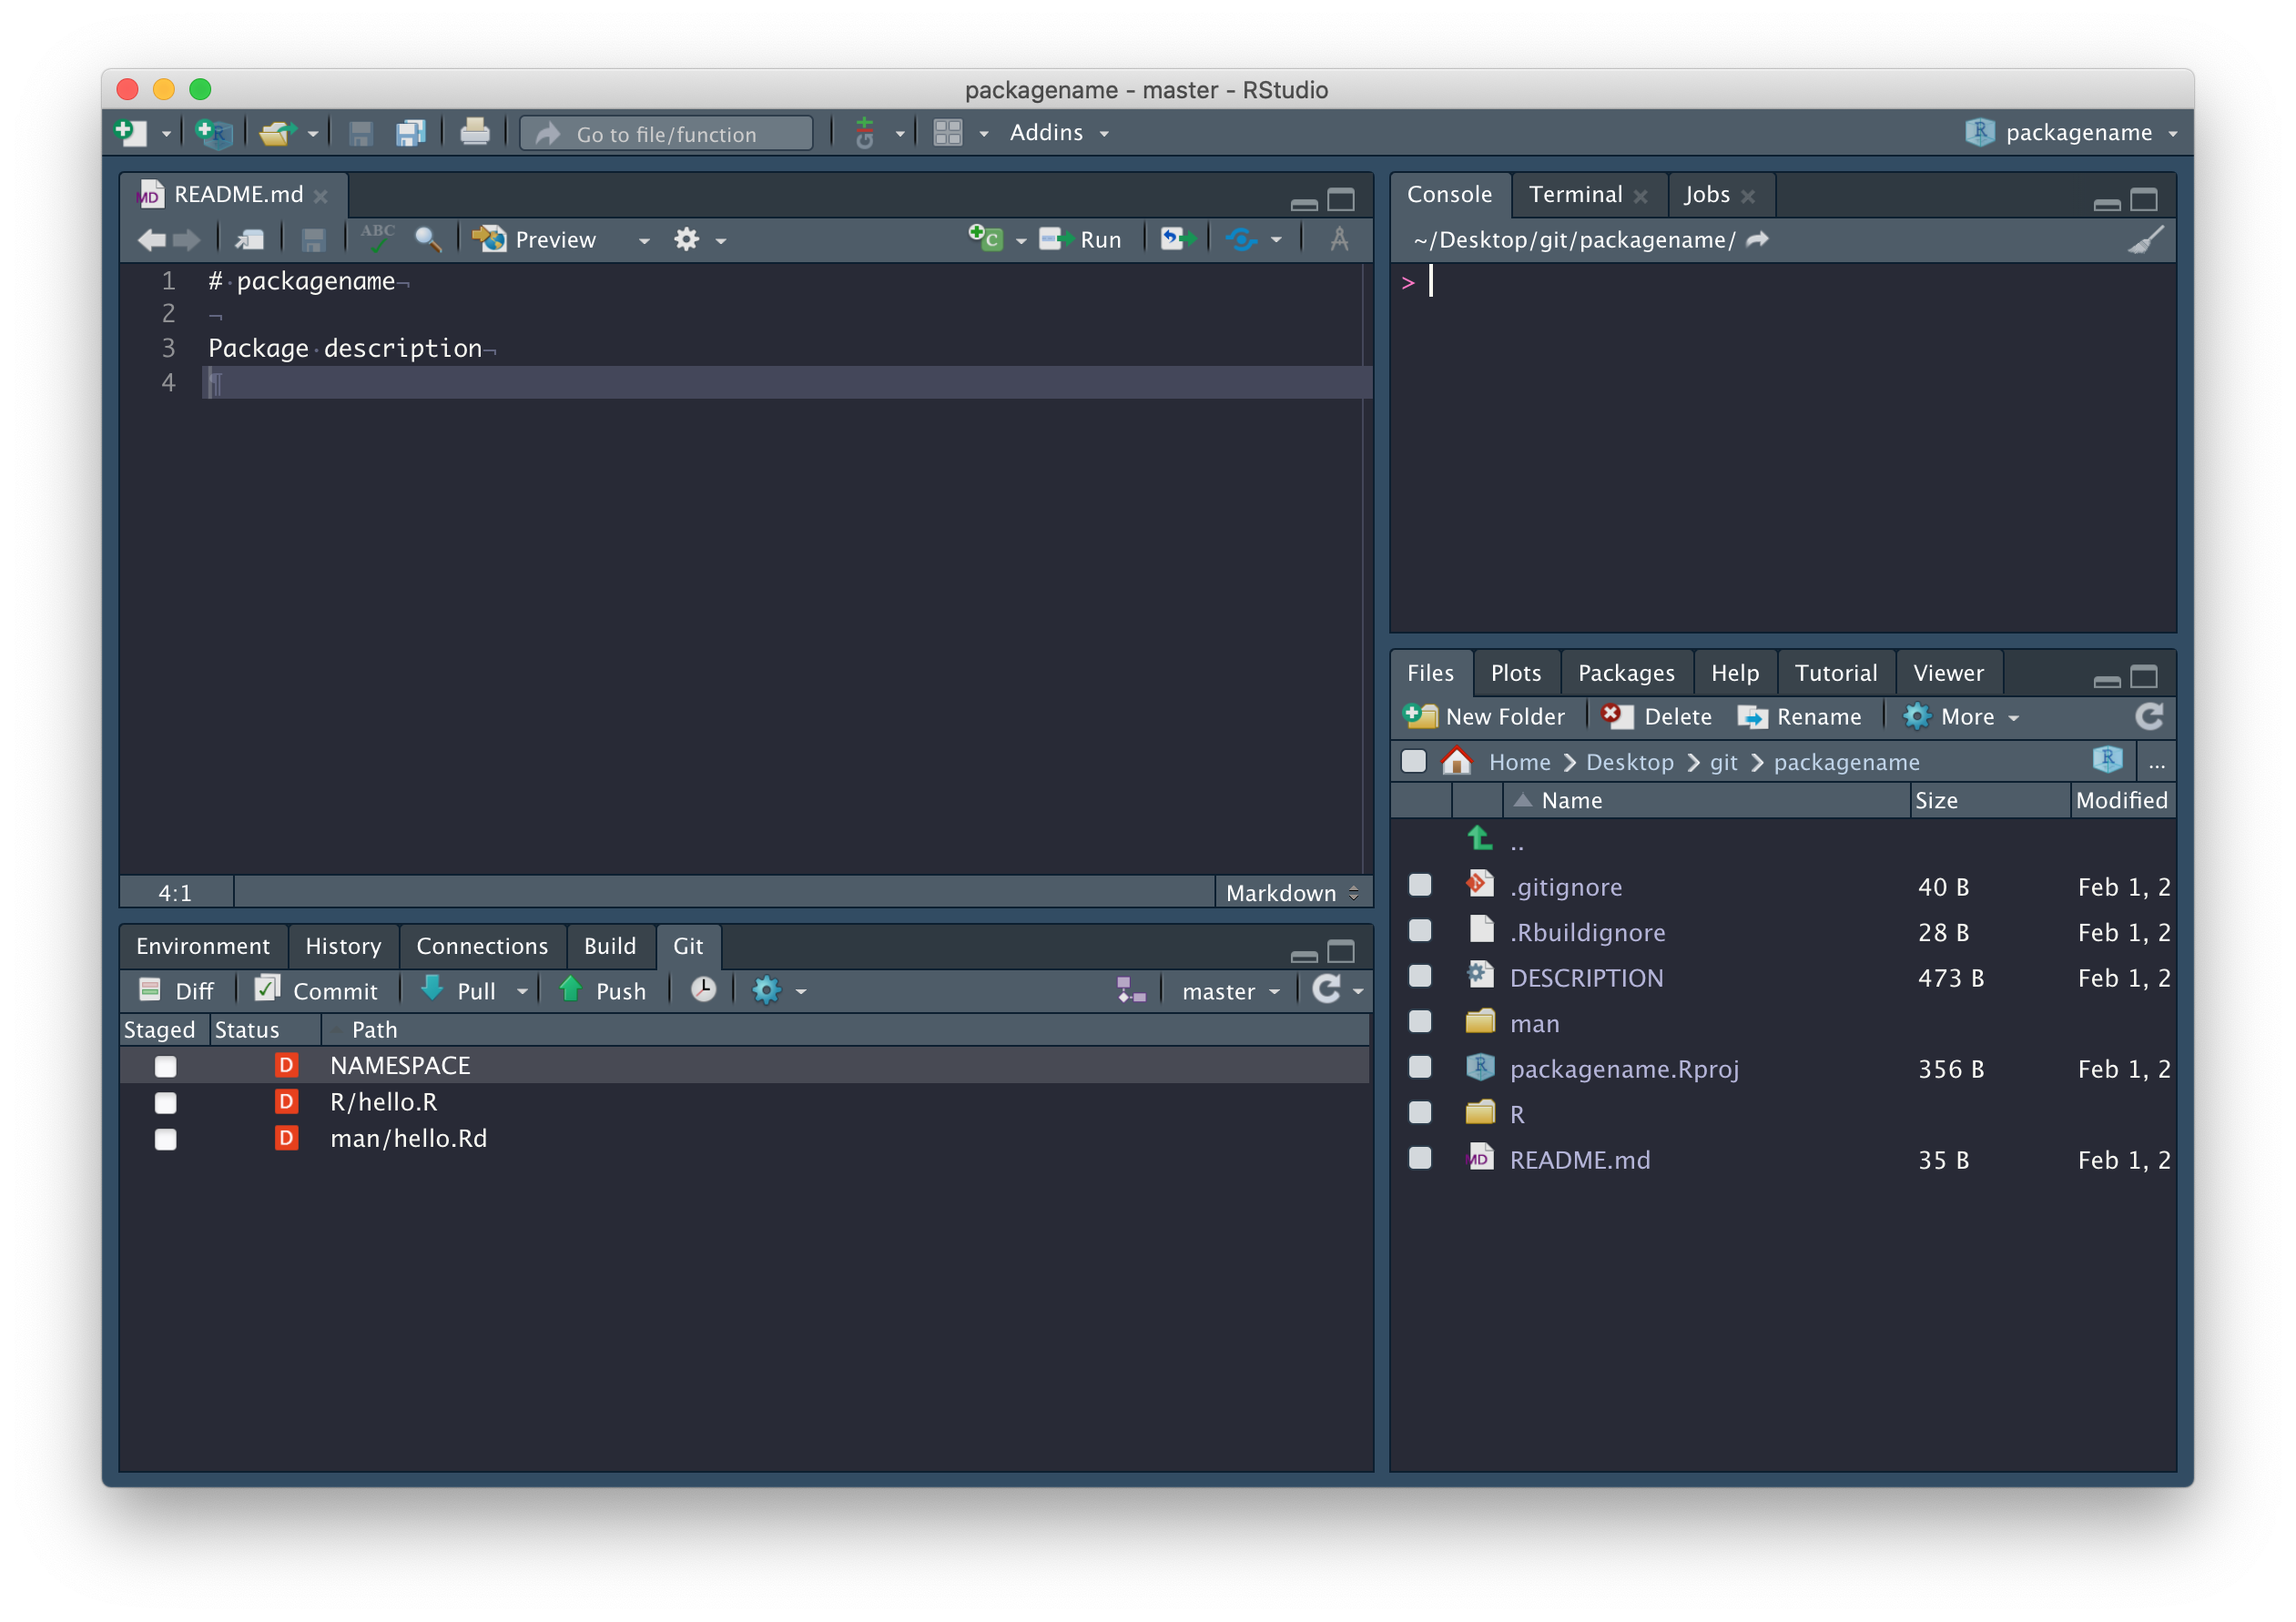 packagename - master - RStudio
Go to file/function
Addins
packagename
README.md
ABC
Preview
Run
1 # packagename
2
3 Package description
4
4:1
Markdown
Environment History Connections Build Git
Diff Commit Pull Push
master
Staged Status Path
D NAMESPACE
D R/hello.R
D man/hello.Rd
Console Terminal Jobs
~/Desktop/git/packagename/
>
Files Plots Packages Help Tutorial Viewer
New Folder Delete Rename More
Home Desktop git packagename ...
Name Size Modified
..
.gitignore 40 B Feb 1, 2
.Rbuildignore 28 B Feb 1, 2
DESCRIPTION 473 B Feb 1, 2
man
packagename.Rproj 356 B Feb 1, 2
R
README.md 35 B Feb 1, 2